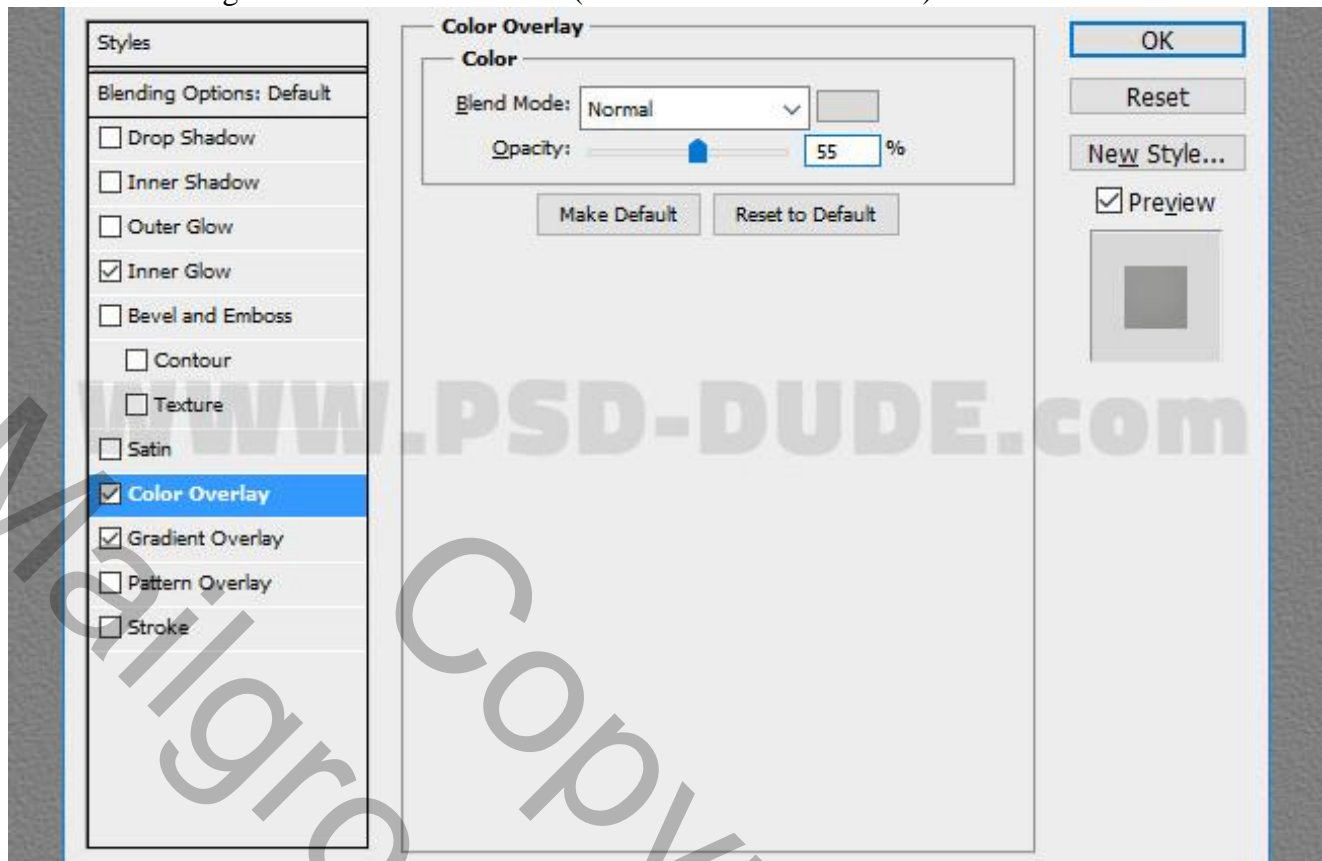 Styles
Blending Options: Default
Drop Shadow
Inner Shadow
Outer Glow
Inner Glow
Bevel and Emboss
Contour
Texture
Satin
Color Overlay
Gradient Overlay
Pattern Overlay
Stroke
Color Overlay
Color
Blend Mode: Normal
Opacity: 55 %
Make Default Reset to Default
OK
Reset
New Style...
Preview
WWW.PSD-DUDE.com